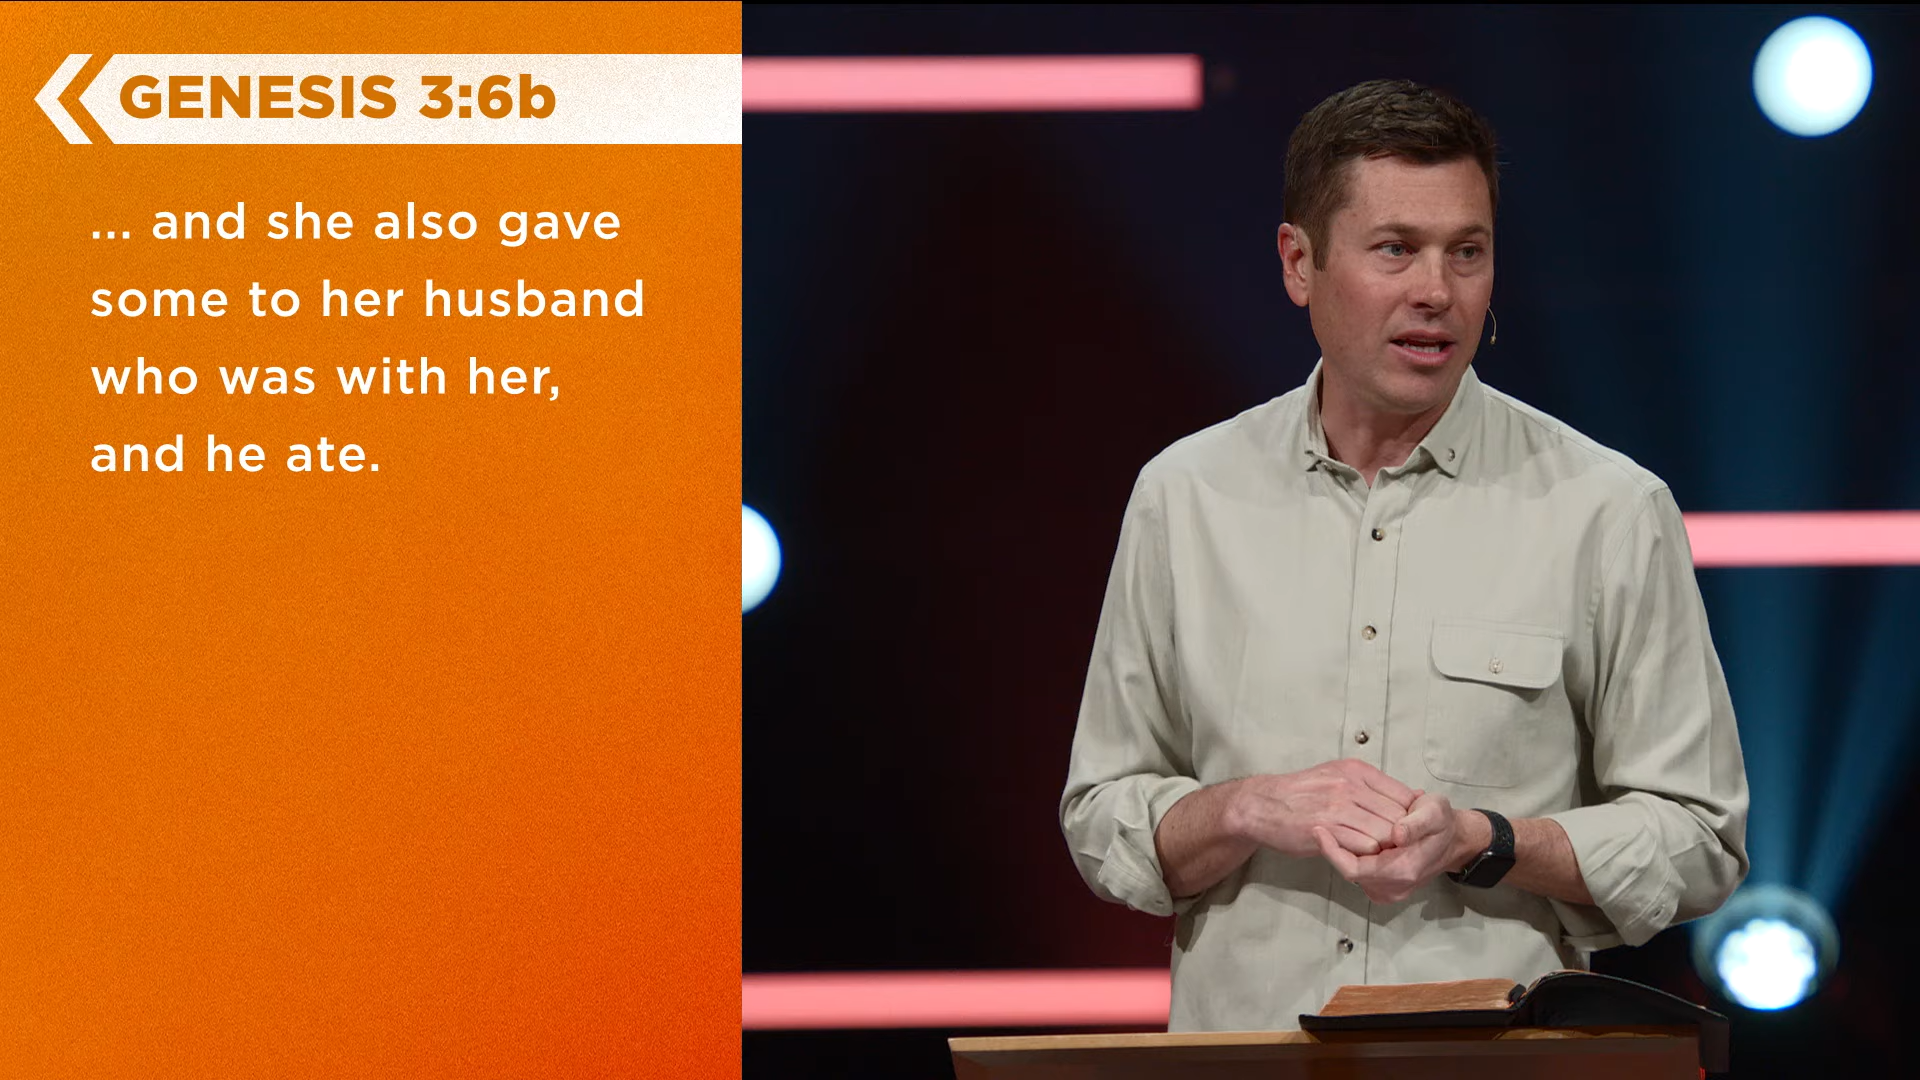 GENESIS 3:6b
... and she also gave
some to her husband
who was with her,
and he ate.